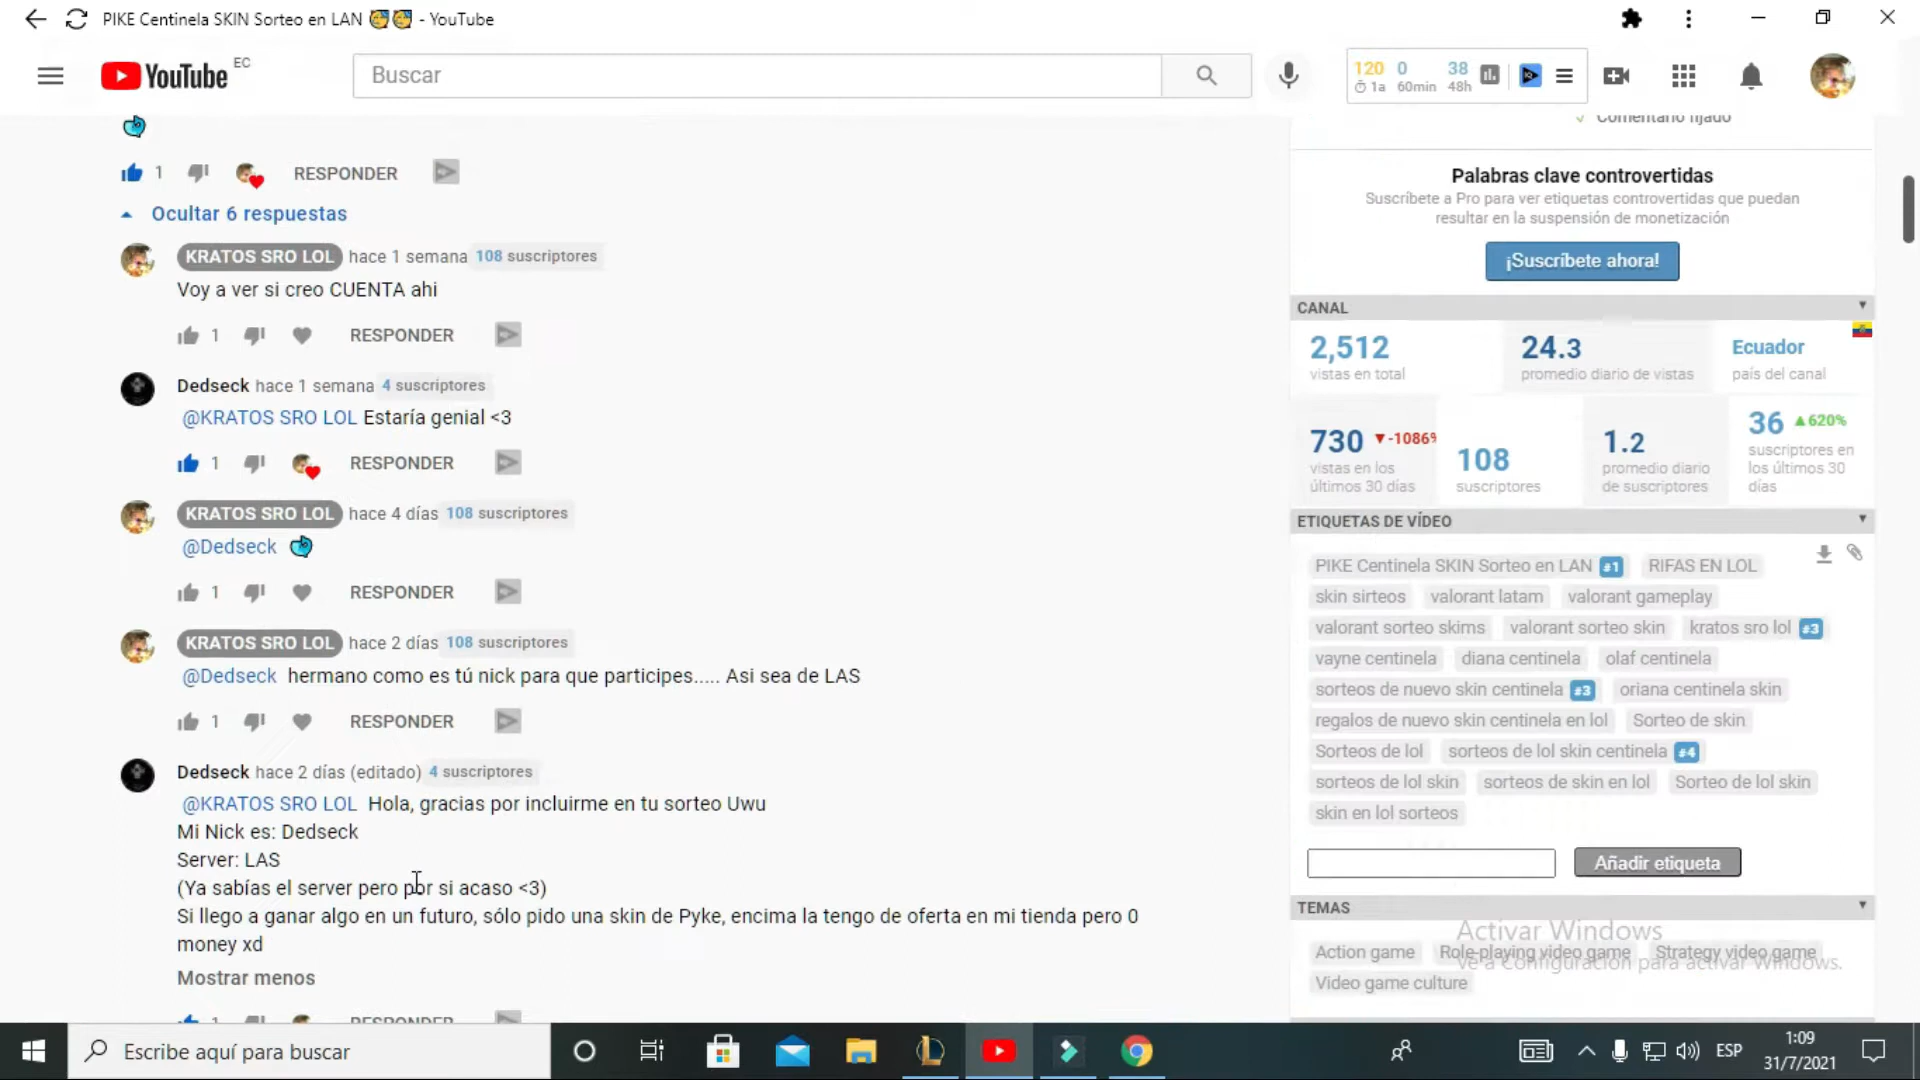 PIKE Centinela SKIN Sorteo en LAN 🥳🥳 - YouTube
YouTube EC
Buscar
120 0 38
1a 60min 48h
RESPONDER
1
Ocultar 6 respuestas
KRATOS SRO LOL hace 1 semana 108 suscriptores
Voy a ver si creo CUENTA ahi
1 RESPONDER
Dedseck hace 1 semana 4 suscriptores
@KRATOS SRO LOL Estaría genial <3
1 RESPONDER
KRATOS SRO LOL hace 4 días 108 suscriptores
@Dedseck
1 RESPONDER
KRATOS SRO LOL hace 2 días 108 suscriptores
@Dedseck hermano como es tú nick para que participes..... Asi sea de LAS
1 RESPONDER
Dedseck hace 2 días (editado) 4 suscriptores
@KRATOS SRO LOL Hola, gracias por incluirme en tu sorteo Uwu
Mi Nick es: Dedseck
Server: LAS
(Ya sabías el server pero por si acaso <3)
Si llego a ganar algo en un futuro, sólo pido una skin de Pyke, encima la tengo de oferta en mi tienda pero 0
money xd
Mostrar menos
1 RESPONDER
Comentario fijado
Palabras clave controvertidas
Suscríbete a Pro para ver etiquetas controvertidas que puedan
resultar en la suspensión de monetización
¡Suscríbete ahora!
CANAL
2,512 24.3 Ecuador
vistas en total promedio diario de vistas país del canal
730 ▼-1086%
vistas en los
últimos 30 días
108
suscriptores
1.2
promedio diario
de suscriptores
36 ▲620%
suscriptores en
los últimos 30
días
ETIQUETAS DE VÍDEO
PIKE Centinela SKIN Sorteo en LAN #1 RIFAS EN LOL
skin sirteos valorant latam valorant gameplay
valorant sorteo skims valorant sorteo skin kratos sro lol #3
vayne centinela diana centinela olaf centinela
sorteos de nuevo skin centinela #3 oriana centinela skin
regalos de nuevo skin centinela en lol Sorteo de skin
Sorteos de lol sorteos de lol skin centinela #4
sorteos de lol skin sorteos de skin en lol Sorteo de lol skin
skin en lol sorteos
Añadir etiqueta
TEMAS
Activar Windows
Ve a Configuración para activar Windows.
Action game Role-playing video game Strategy video game
Video game culture
Escribe aquí para buscar
ESP
1:09
31/7/2021